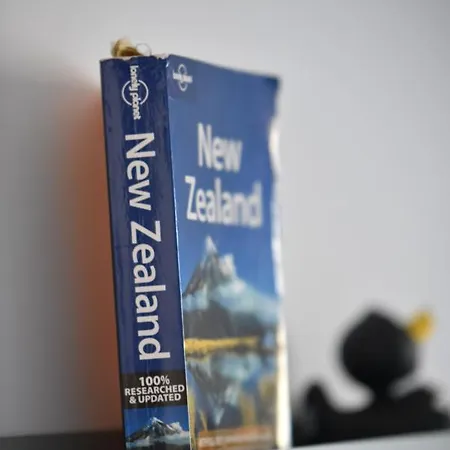 lonely planet
New Zealand
100%
RESEARCHED
& UPDATED
lonely planet
New
Zealand